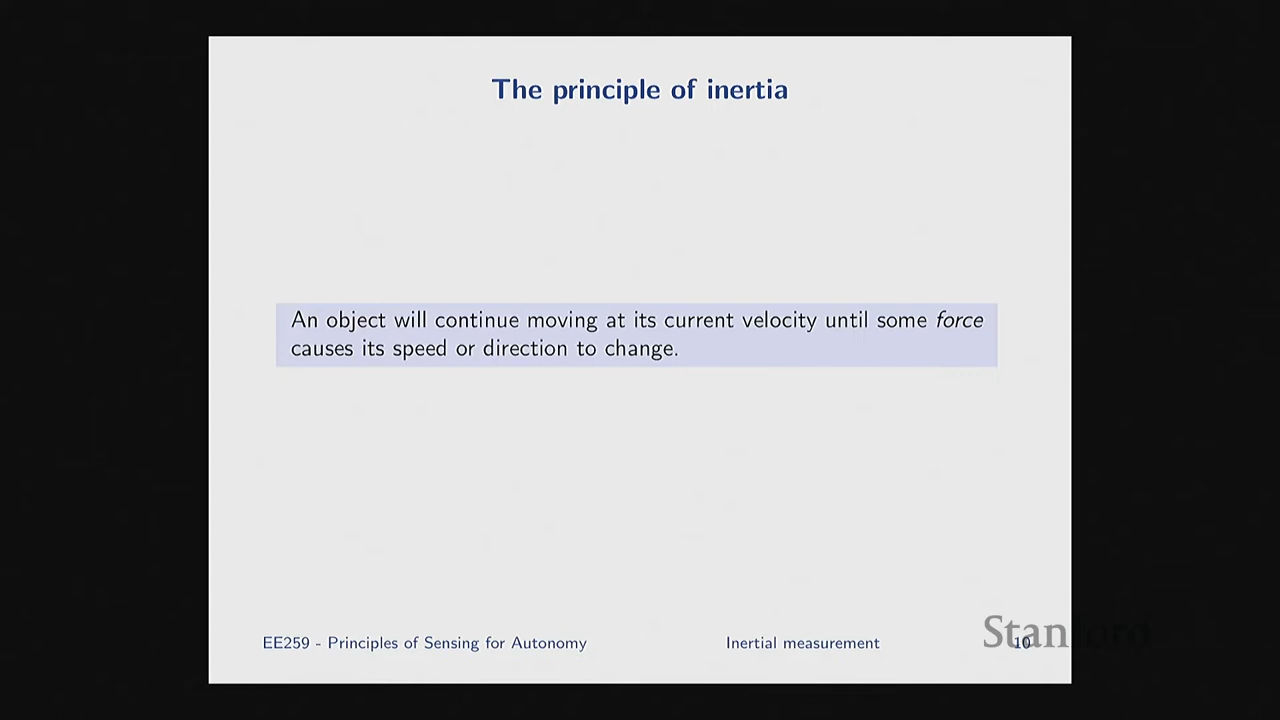 The principle of inertia
An object will continue moving at its current velocity until some force
causes its speed or direction to change.
EE259 - Principles of Sensing for Autonomy
Inertial measurement
10
Stanford